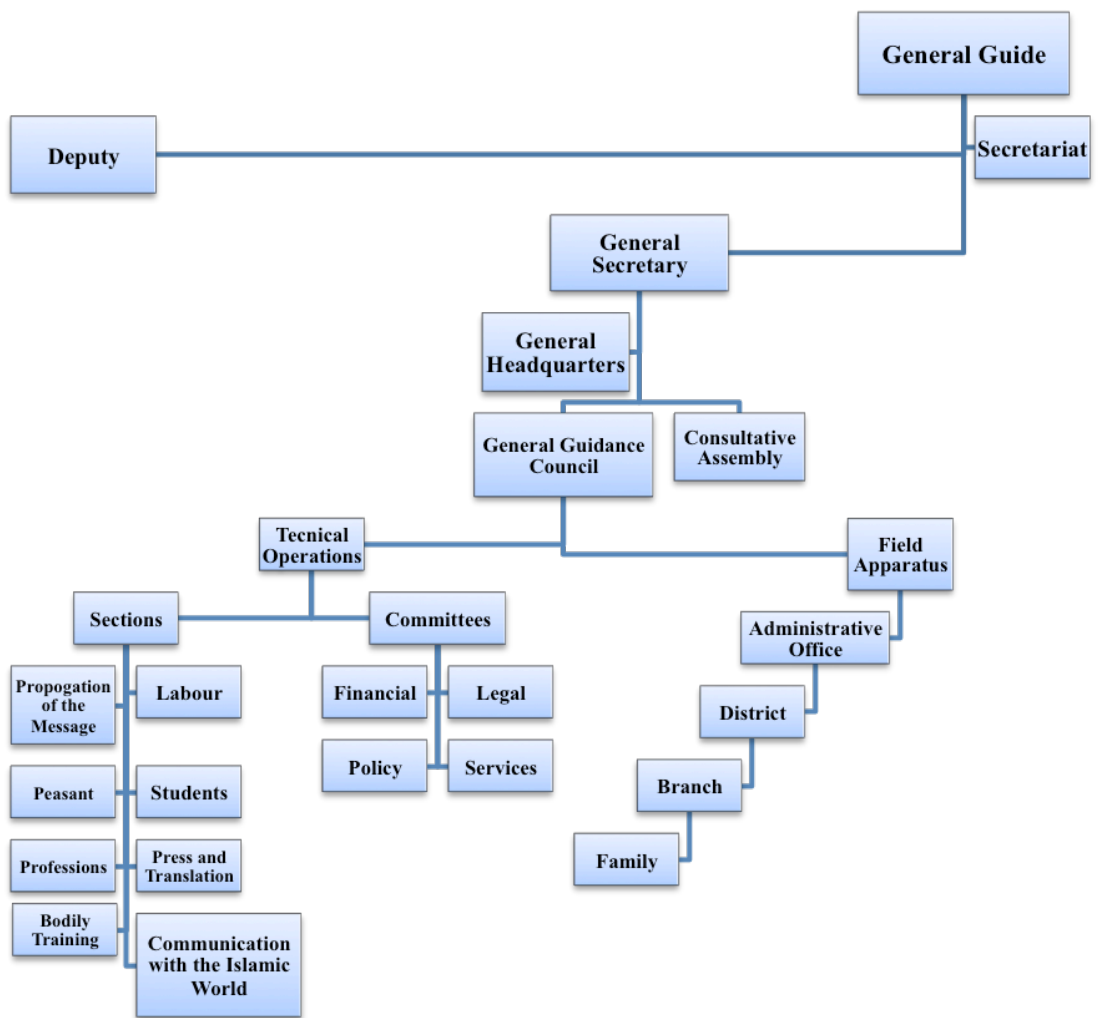 General Guide
Deputy
Secretariat
General
Secretary
General
Headquarters
General Guidance
Council
Consultative
Assembly
Tecnical
Operations
Field
Apparatus
Sections
Committees
Administrative
Office
Propogation
of the
Message
Labour
Financial
Legal
District
Policy
Services
Peasant
Students
Branch
Professions
Press and
Translation
Family
Bodily
Training
Communication
with the Islamic
World